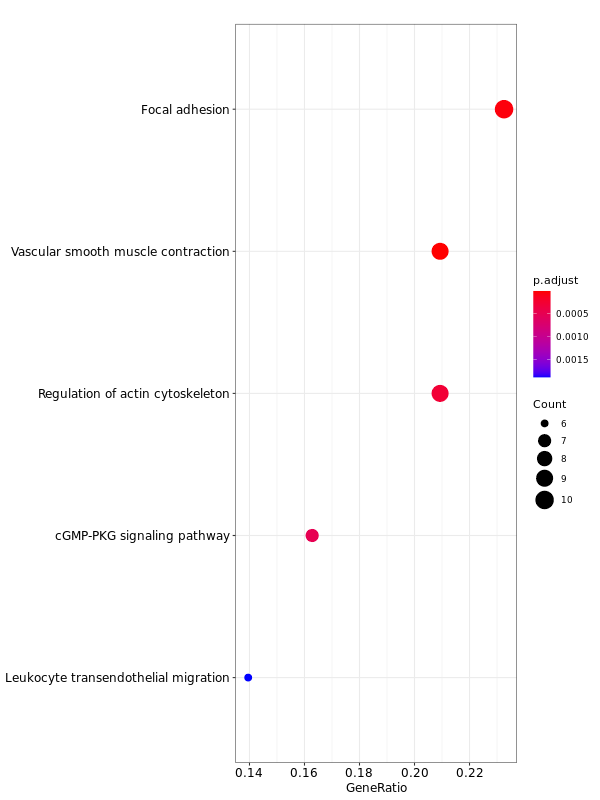 Focal adhesion
Vascular smooth muscle contraction
Regulation of actin cytoskeleton
cGMP-PKG signaling pathway
Leukocyte transendothelial migration
0.14 0.16 0.18 0.20 0.22
GeneRatio
p.adjust
0.0005
0.0010
0.0015
Count
6
7
8
9
10